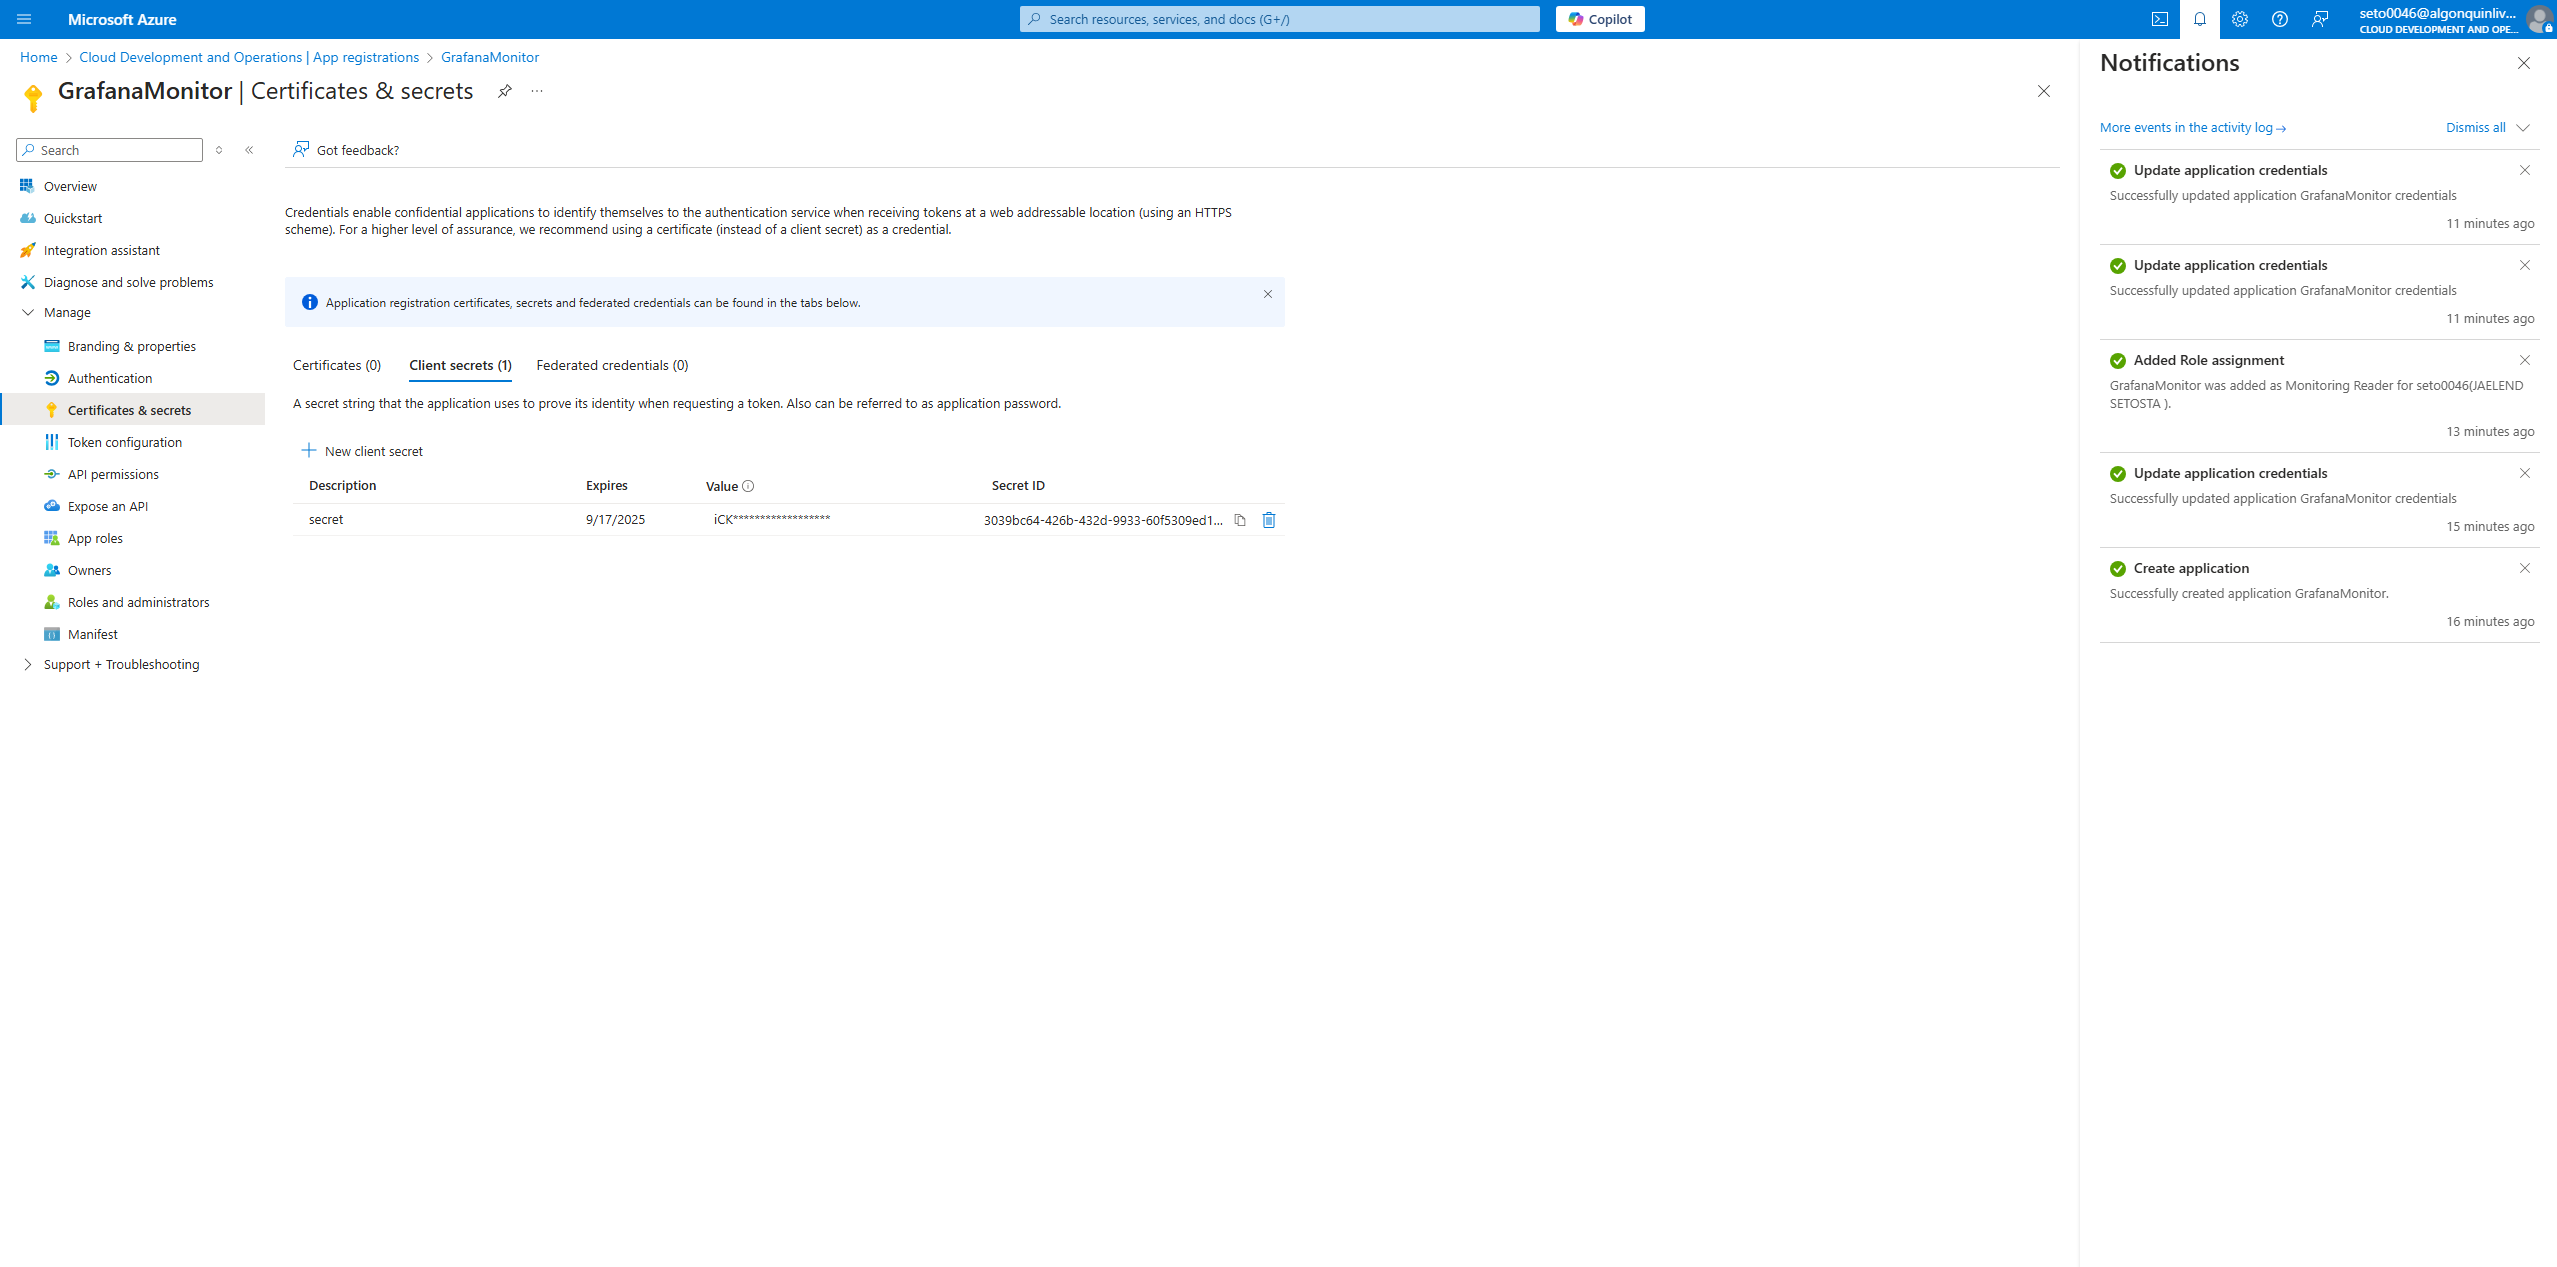 Microsoft Azure
Search resources, services, and docs (G+/)
Copilot
seto0046@algonquinliv...
CLOUD DEVELOPMENT AND OPE...
Home > Cloud Development and Operations | App registrations > GrafanaMonitor
GrafanaMonitor | Certificates & secrets
Search
Overview
Quickstart
Integration assistant
Diagnose and solve problems
Manage
Branding & properties
Authentication
Certificates & secrets
Token configuration
API permissions
Expose an API
App roles
Owners
Roles and administrators
Manifest
Support + Troubleshooting
Got feedback?
Credentials enable confidential applications to identify themselves to the authentication service when receiving tokens at a web addressable location (using an HTTPS
scheme). For a higher level of assurance, we recommend using a certificate (instead of a client secret) as a credential.
Application registration certificates, secrets and federated credentials can be found in the tabs below.
Certificates (0) Client secrets (1) Federated credentials (0)
A secret string that the application uses to prove its identity when requesting a token. Also can be referred to as application password.
New client secret
Description Expires Value Secret ID
secret 9/17/2025 iCK****************** 3039bc64-426b-432d-9933-60f5309ed1...
Notifications
More events in the activity log → Dismiss all
Update application credentials
Successfully updated application GrafanaMonitor credentials
11 minutes ago
Update application credentials
Successfully updated application GrafanaMonitor credentials
11 minutes ago
Added Role assignment
GrafanaMonitor was added as Monitoring Reader for seto0046(JAELEND
SETOSTA ).
13 minutes ago
Update application credentials
Successfully updated application GrafanaMonitor credentials
15 minutes ago
Create application
Successfully created application GrafanaMonitor.
16 minutes ago